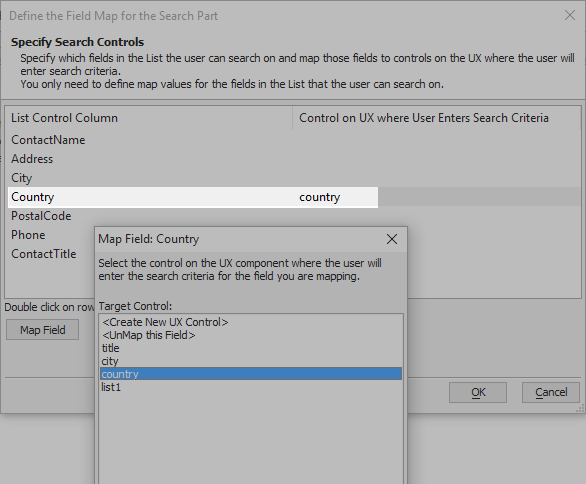 Define the Field Map for the Search Part
Specify Search Controls
Specify which fields in the List the user can search on and map those fields to controls on the UX where the user will
enter search criteria.
You only need to define map values for the fields in the List that the user can search on.
List Control Column Control on UX where User Enters Search Criteria
ContactName
Address
City
Country country
PostalCode
Phone
ContactTitle
Double click on row
Map Field
OK Cancel
Map Field: Country
Select the control on the UX component where the user will
enter the search criteria for the field you are mapping.
Target Control:
<Create New UX Control>
<UnMap this Field>
title
city
country
list1